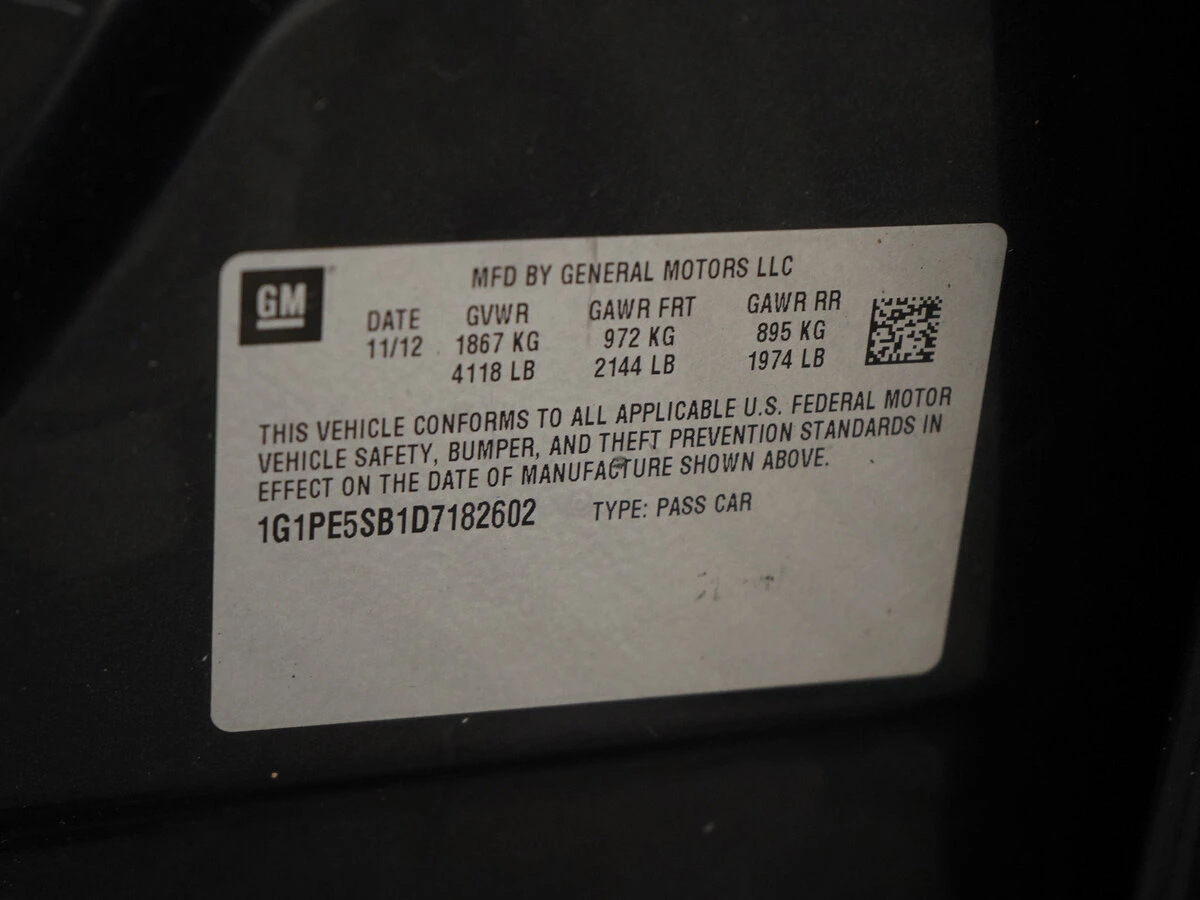 GM
MFD BY GENERAL MOTORS LLC
DATE GVWR GAWR FRT GAWR RR
11/12 1867 KG 972 KG 895 KG
4118 LB 2144 LB 1974 LB
THIS VEHICLE CONFORMS TO ALL APPLICABLE U.S. FEDERAL MOTOR
VEHICLE SAFETY, BUMPER, AND THEFT PREVENTION STANDARDS IN
EFFECT ON THE DATE OF MANUFACTURE SHOWN ABOVE.
1G1PE5SB1D7182602 TYPE: PASS CAR